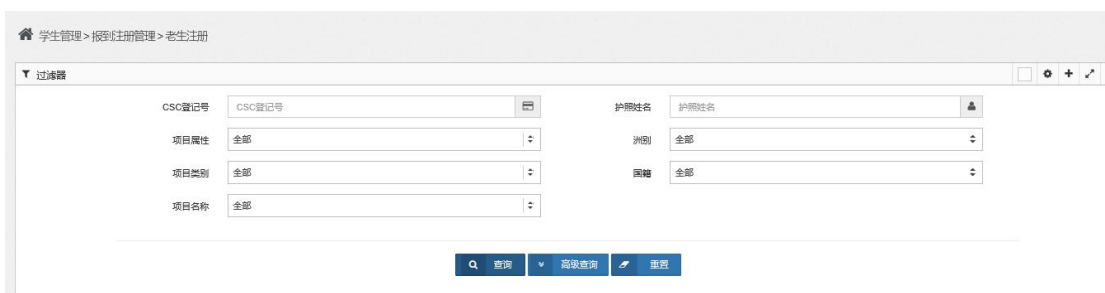 学生管理>报到注册管理>老生注册
过滤器
CSC登记号 CSC登记号 护照姓名 护照姓名
项目属性 全部 洲别 全部
项目类别 全部 国籍 全部
项目名称 全部
查询 高级查询 重置